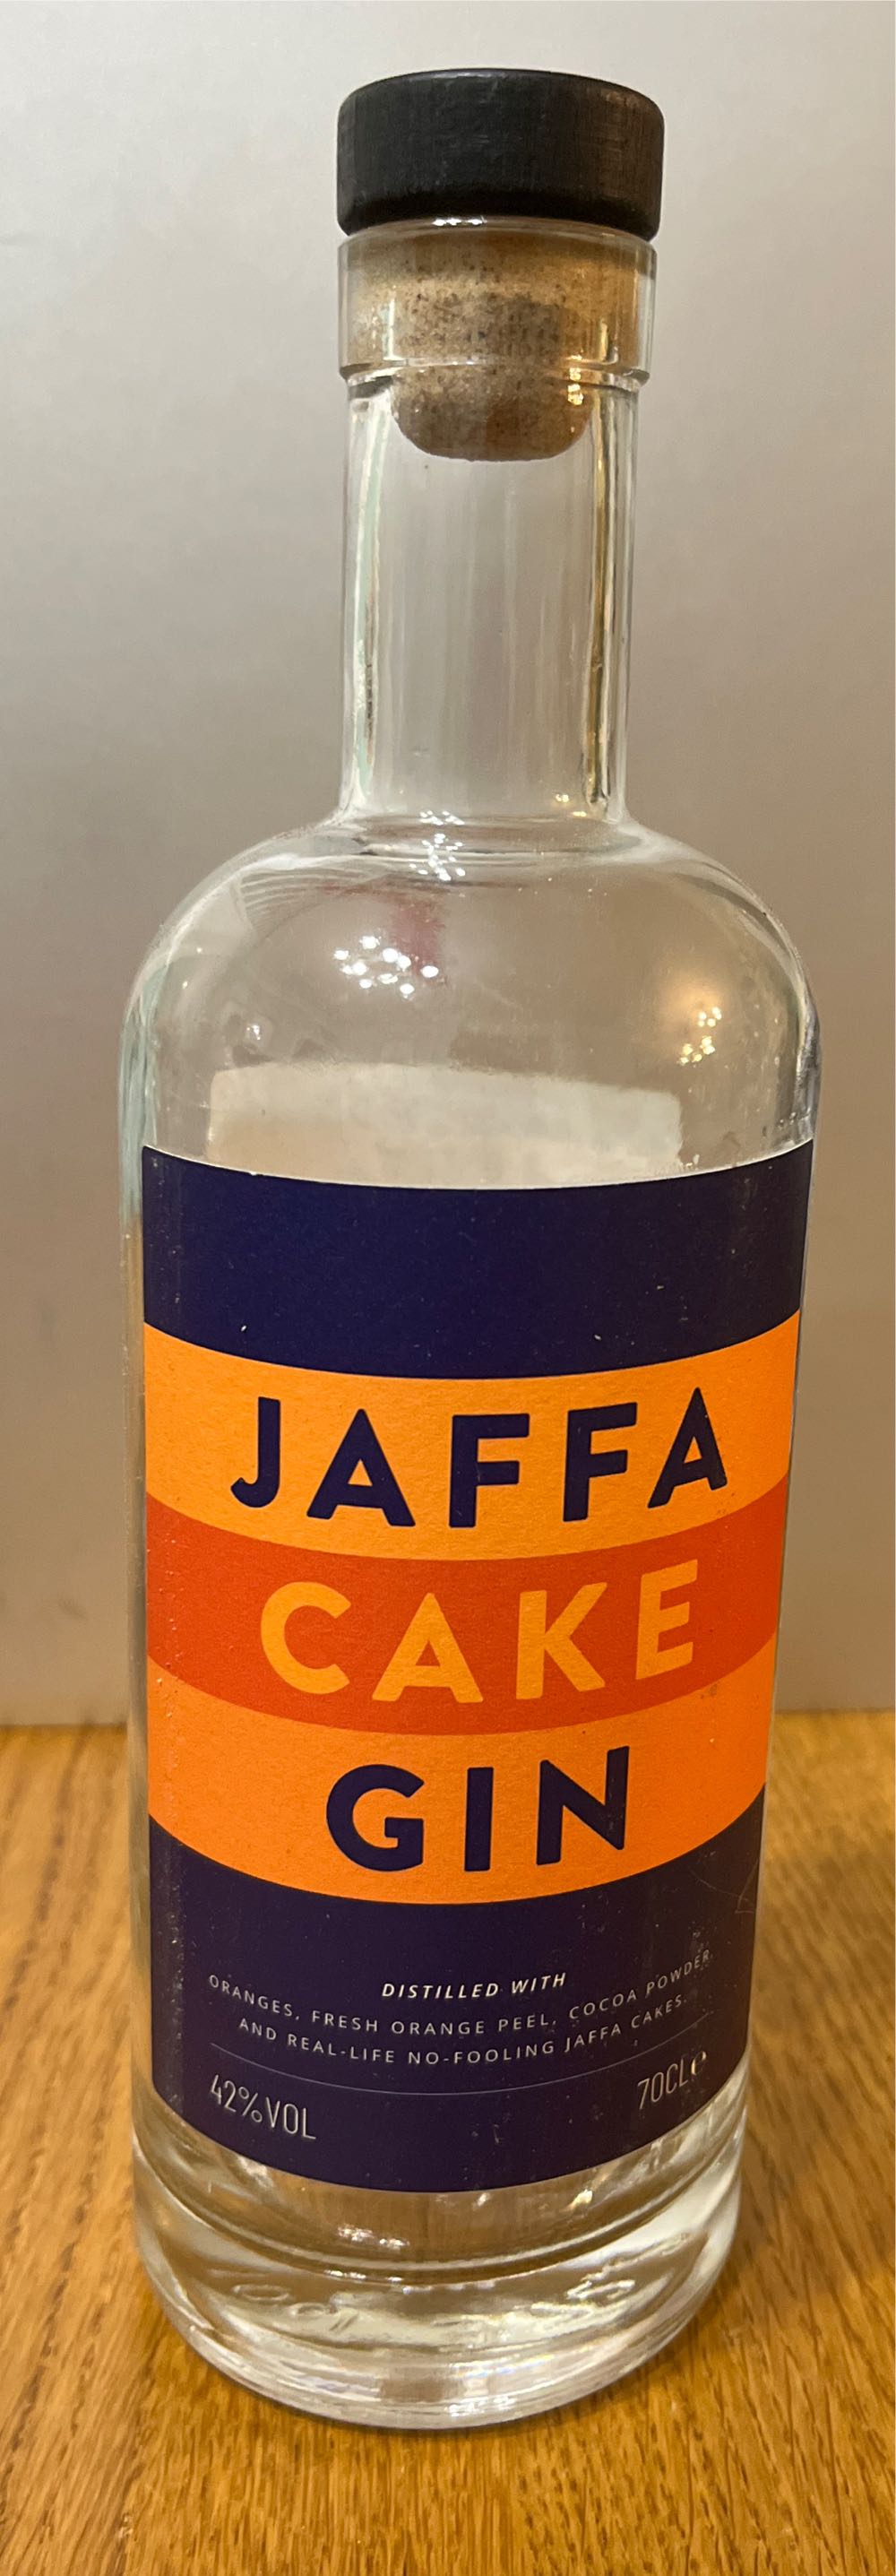 JAFFA
CAKE
GIN
DISTILLED WITH
ORANGES, FRESH ORANGE PEEL, COCOA POWDER
AND REAL-LIFE NO-FOOLING JAFFA CAKES.
42%VOL
70CL℮